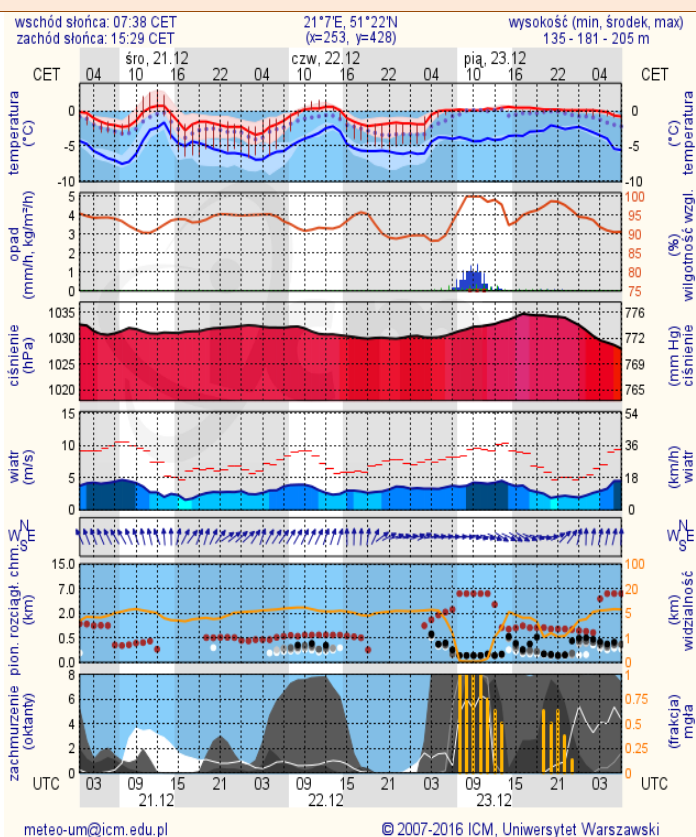 wschód słońca: 07:38 CET 21°7'E, 51°22'N wysokość (min, środek, max)
zachód słońca: 15:29 CET (x=253, y=428) 135 - 181 - 205 m
śro, 21.12 czw, 22.12 pią, 23.12
CET 04 10 16 22 04 10 16 22 04 10 16 22 04 CET
temperatura (°C)
0 -5 -10
0 -5 -10
temperatura (°C)
opad (mm/h, kg/m²/h)
5 4 3 2 1 0
100 95 90 85 80 75
wilgotność wzgl. (%)
ciśnienie (hPa)
1035 1030 1025 1020
776 772 769 765
(mm Hg) ciśnienie
wiatr (m/s)
15 10 5 0
54 36 18 0
(km/h) wiatr
N W E S
N W E S
pion. rozciągł. chm. (km)
15.0 7.0 2.0 0.5 0.0
100 20 5 1 0
(km) widzialność
zachmurzenie (oktanty)
8 6 4 2 0
1 0.75 0.5 0.25 0
(frakcja) mgła
UTC 03 09 15 21 03 09 15 21 03 09 15 21 03 UTC
21.12 22.12 23.12
meteo-um@icm.edu.pl © 2007-2016 ICM, Uniwersytet Warszawski